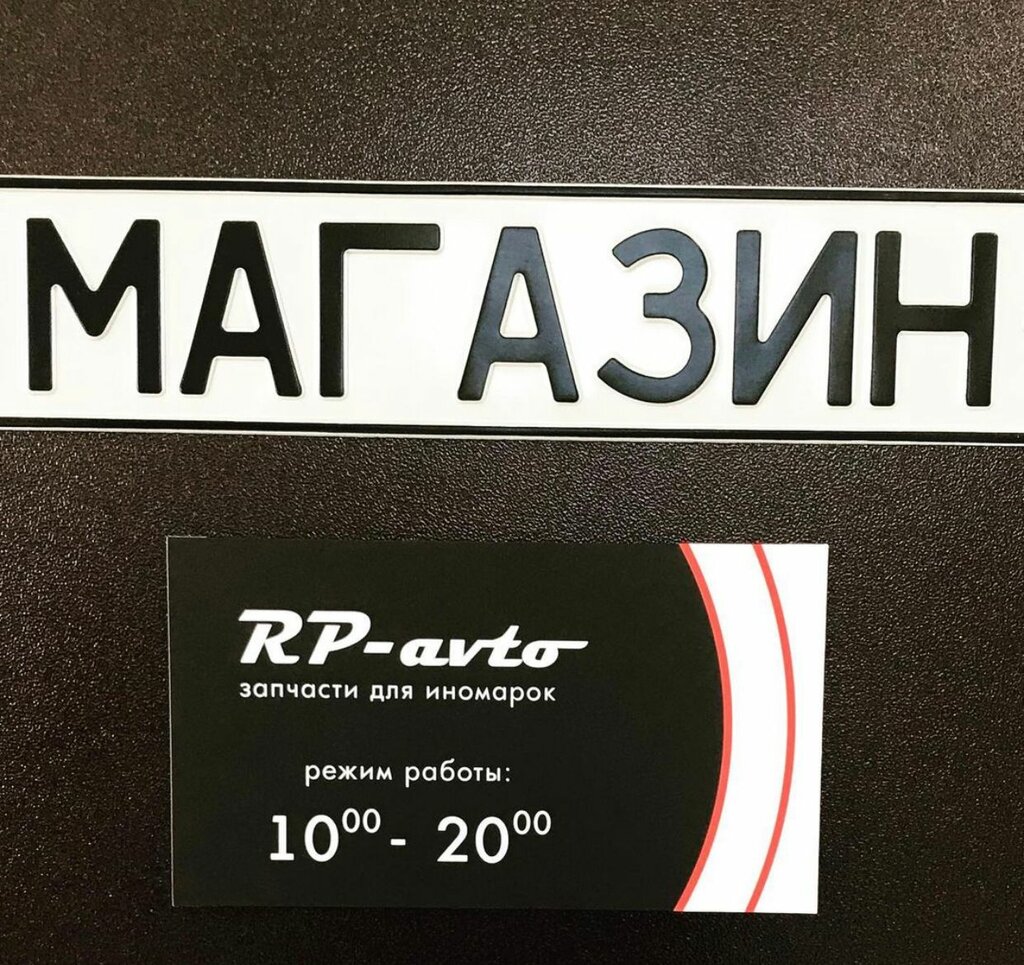 МАГАЗИН
RP-avto
запчасти для иномарок
режим работы:
10⁰⁰ - 20⁰⁰